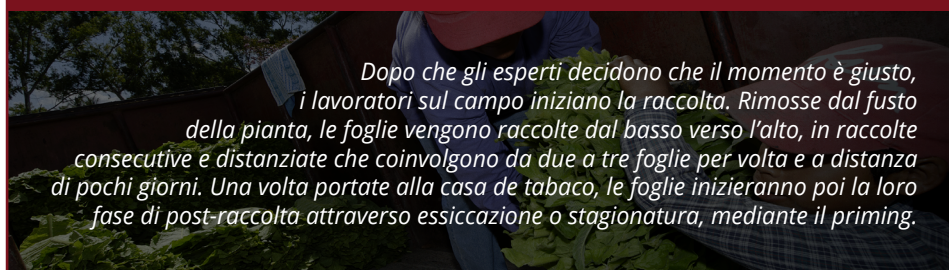 Dopo che gli esperti decidono che il momento è giusto,
i lavoratori sul campo iniziano la raccolta. Rimosse dal fusto
della pianta, le foglie vengono raccolte dal basso verso l'alto, in raccolte
consecutive e distanziate che coinvolgono da due a tre foglie per volta e a distanza
di pochi giorni. Una volta portate alla casa de tabaco, le foglie inizieranno poi la loro
fase di post-raccolta attraverso essiccazione o stagionatura, mediante il priming.